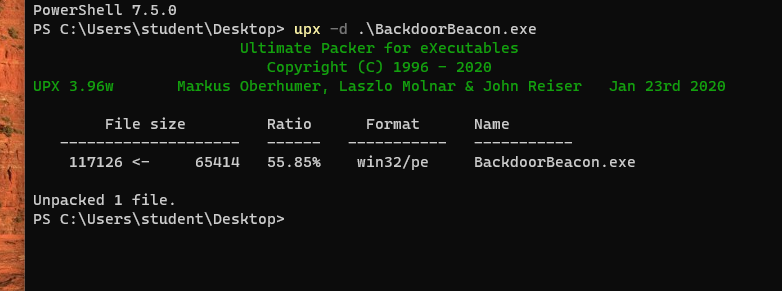 PowerShell 7.5.0
PS C:\Users\student\Desktop> upx -d .\BackdoorBeacon.exe
Ultimate Packer for eXecutables
Copyright (C) 1996 - 2020
UPX 3.96w       Markus Oberhumer, Laszlo Molnar & John Reiser   Jan 23rd 2020
File size         Ratio      Format      Name
--------------------   ------   -----------   -----------
117126 <-     65414   55.85%    win32/pe     BackdoorBeacon.exe
Unpacked 1 file.
PS C:\Users\student\Desktop>